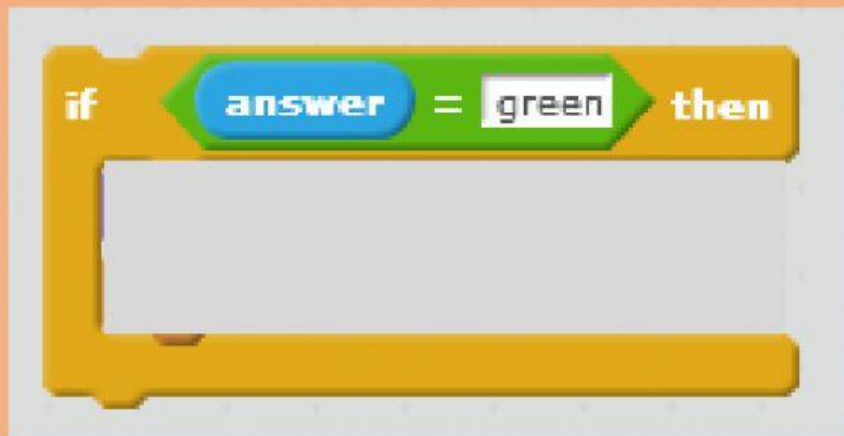 if answer = green then